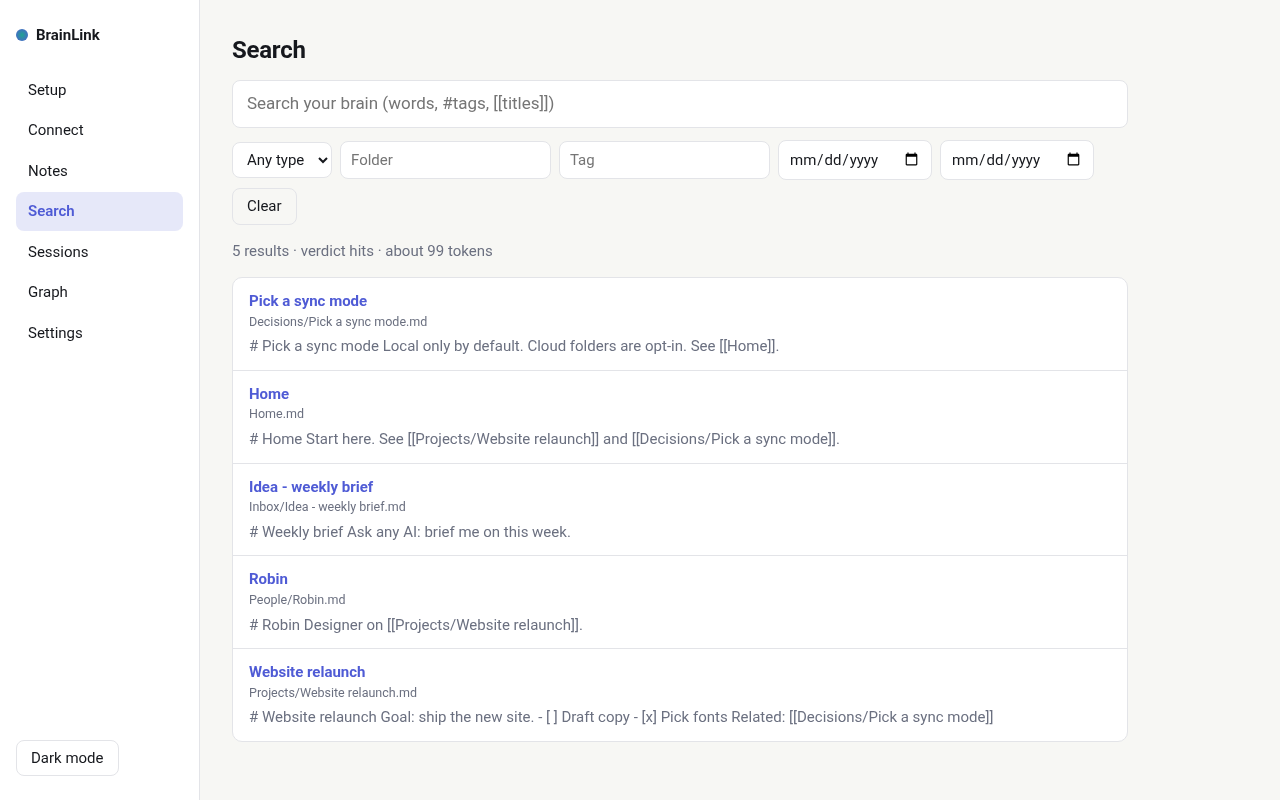 BrainLink
Setup
Connect
Notes
Search
Sessions
Graph
Settings
Dark mode
Search
Search your brain (words, #tags, [[titles]])
Any type
Folder
Tag
mm/dd/yyyy
mm/dd/yyyy
Clear
5 results · verdict hits · about 99 tokens
Pick a sync mode
Decisions/Pick a sync mode.md
# Pick a sync mode Local only by default. Cloud folders are opt-in. See [[Home]].
Home
Home.md
# Home Start here. See [[Projects/Website relaunch]] and [[Decisions/Pick a sync mode]].
Idea - weekly brief
Inbox/Idea - weekly brief.md
# Weekly brief Ask any AI: brief me on this week.
Robin
People/Robin.md
# Robin Designer on [[Projects/Website relaunch]].
Website relaunch
Projects/Website relaunch.md
# Website relaunch Goal: ship the new site. - [ ] Draft copy - [x] Pick fonts Related: [[Decisions/Pick a sync mode]]